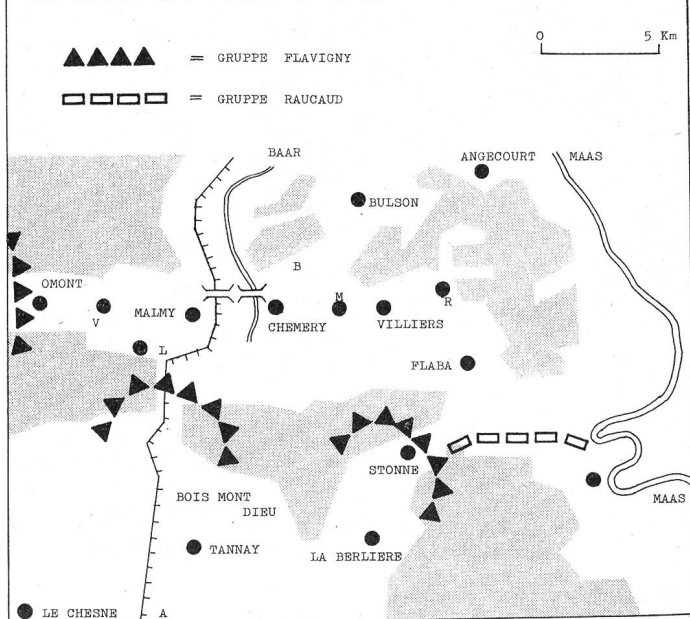 0 5 Km
= GRUPPE FLAVIGNY
= GRUPPE RAUCAUD
BAAR
ANGECOURT
MAAS
BULSON
B
OMONT
V
MALMY
CHEMERY
M
VILLIERS
R
L
FLABA
STONNE
BOIS MONT
DIEU
MAAS
TANNAY
LA BERLIERE
LE CHESNE
A